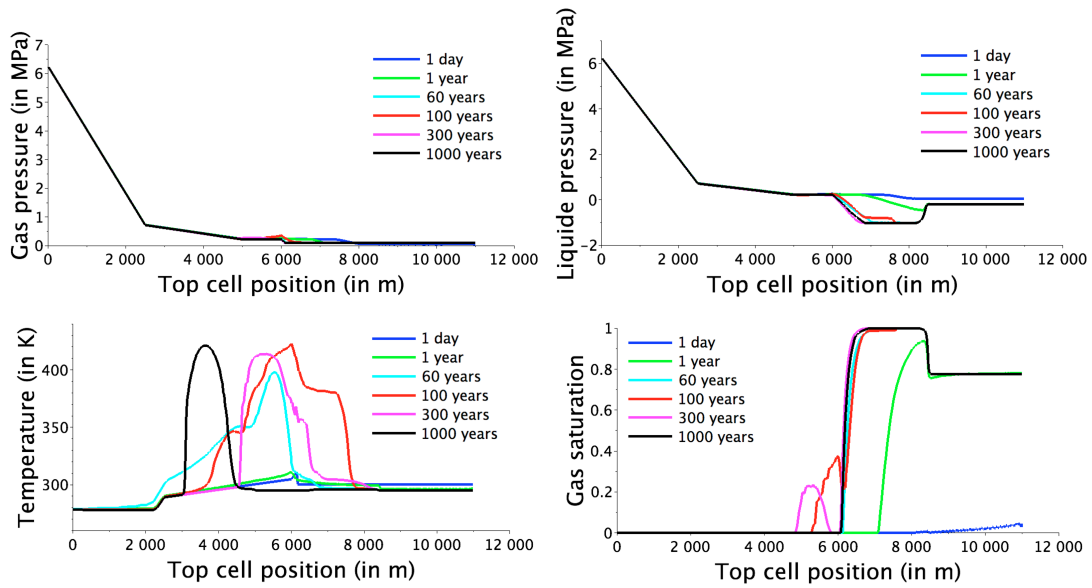 Gas pressure (in MPa)
7
6
5
4
3
2
1
0
0 2 000 4 000 6 000 8 000 10 000 12 000
Top cell position (in m)
1 day
1 year
60 years
100 years
300 years
1000 years
Liquide pressure (in MPa)
6
4
2
0
−2
0 2 000 4 000 6 000 8 000 10 000 12 000
Top cell position (in m)
1 day
1 year
60 years
100 years
300 years
1000 years
Temperature (in K)
400
350
300
0 2 000 4 000 6 000 8 000 10 000 12 000
Top cell position (in m)
1 day
1 year
60 years
100 years
300 years
1000 years
Gas saturation
1
0.8
0.6
0.4
0.2
0
0 2 000 4 000 6 000 8 000 10 000 12 000
Top cell position (in m)
1 day
1 year
60 years
100 years
300 years
1000 years